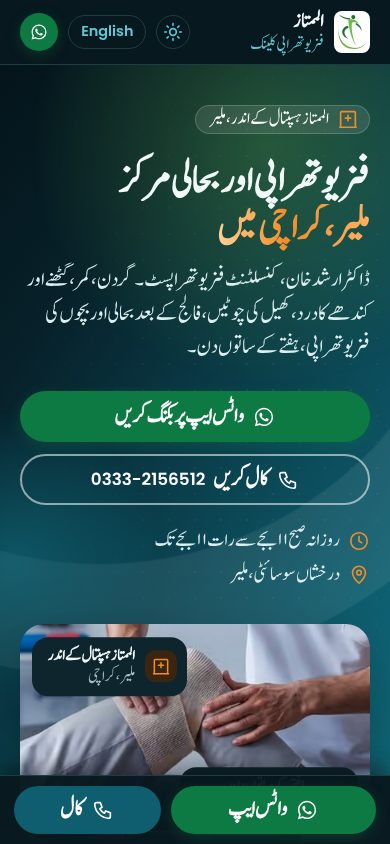 الممتاز
فزیوتھراپی کلینک
English
الممتاز ہسپتال کے اندر، ملیر
فزیوتھراپی اور بحالی مرکز
ملیر، کراچی میں
ڈاکٹر ارشد خان، کنسلٹنٹ فزیوتھراپسٹ۔ گردن، کمر، گھٹنے اور
کندھے کا درد، کھیل کی چوٹیں، فالج کے بعد بحالی اور بچوں کی
فزیوتھراپی، ہفتے کے ساتوں دن۔
واٹس ایپ پر بکنگ کریں
کال کریں 0333-2156512
روزانہ صبح ۱۱ بجے سے رات ۱۱ بجے تک
درخشاں سوسائٹی، ملیر
الممتاز ہسپتال کے اندر
ملیر، کراچی
واٹس ایپ
کال